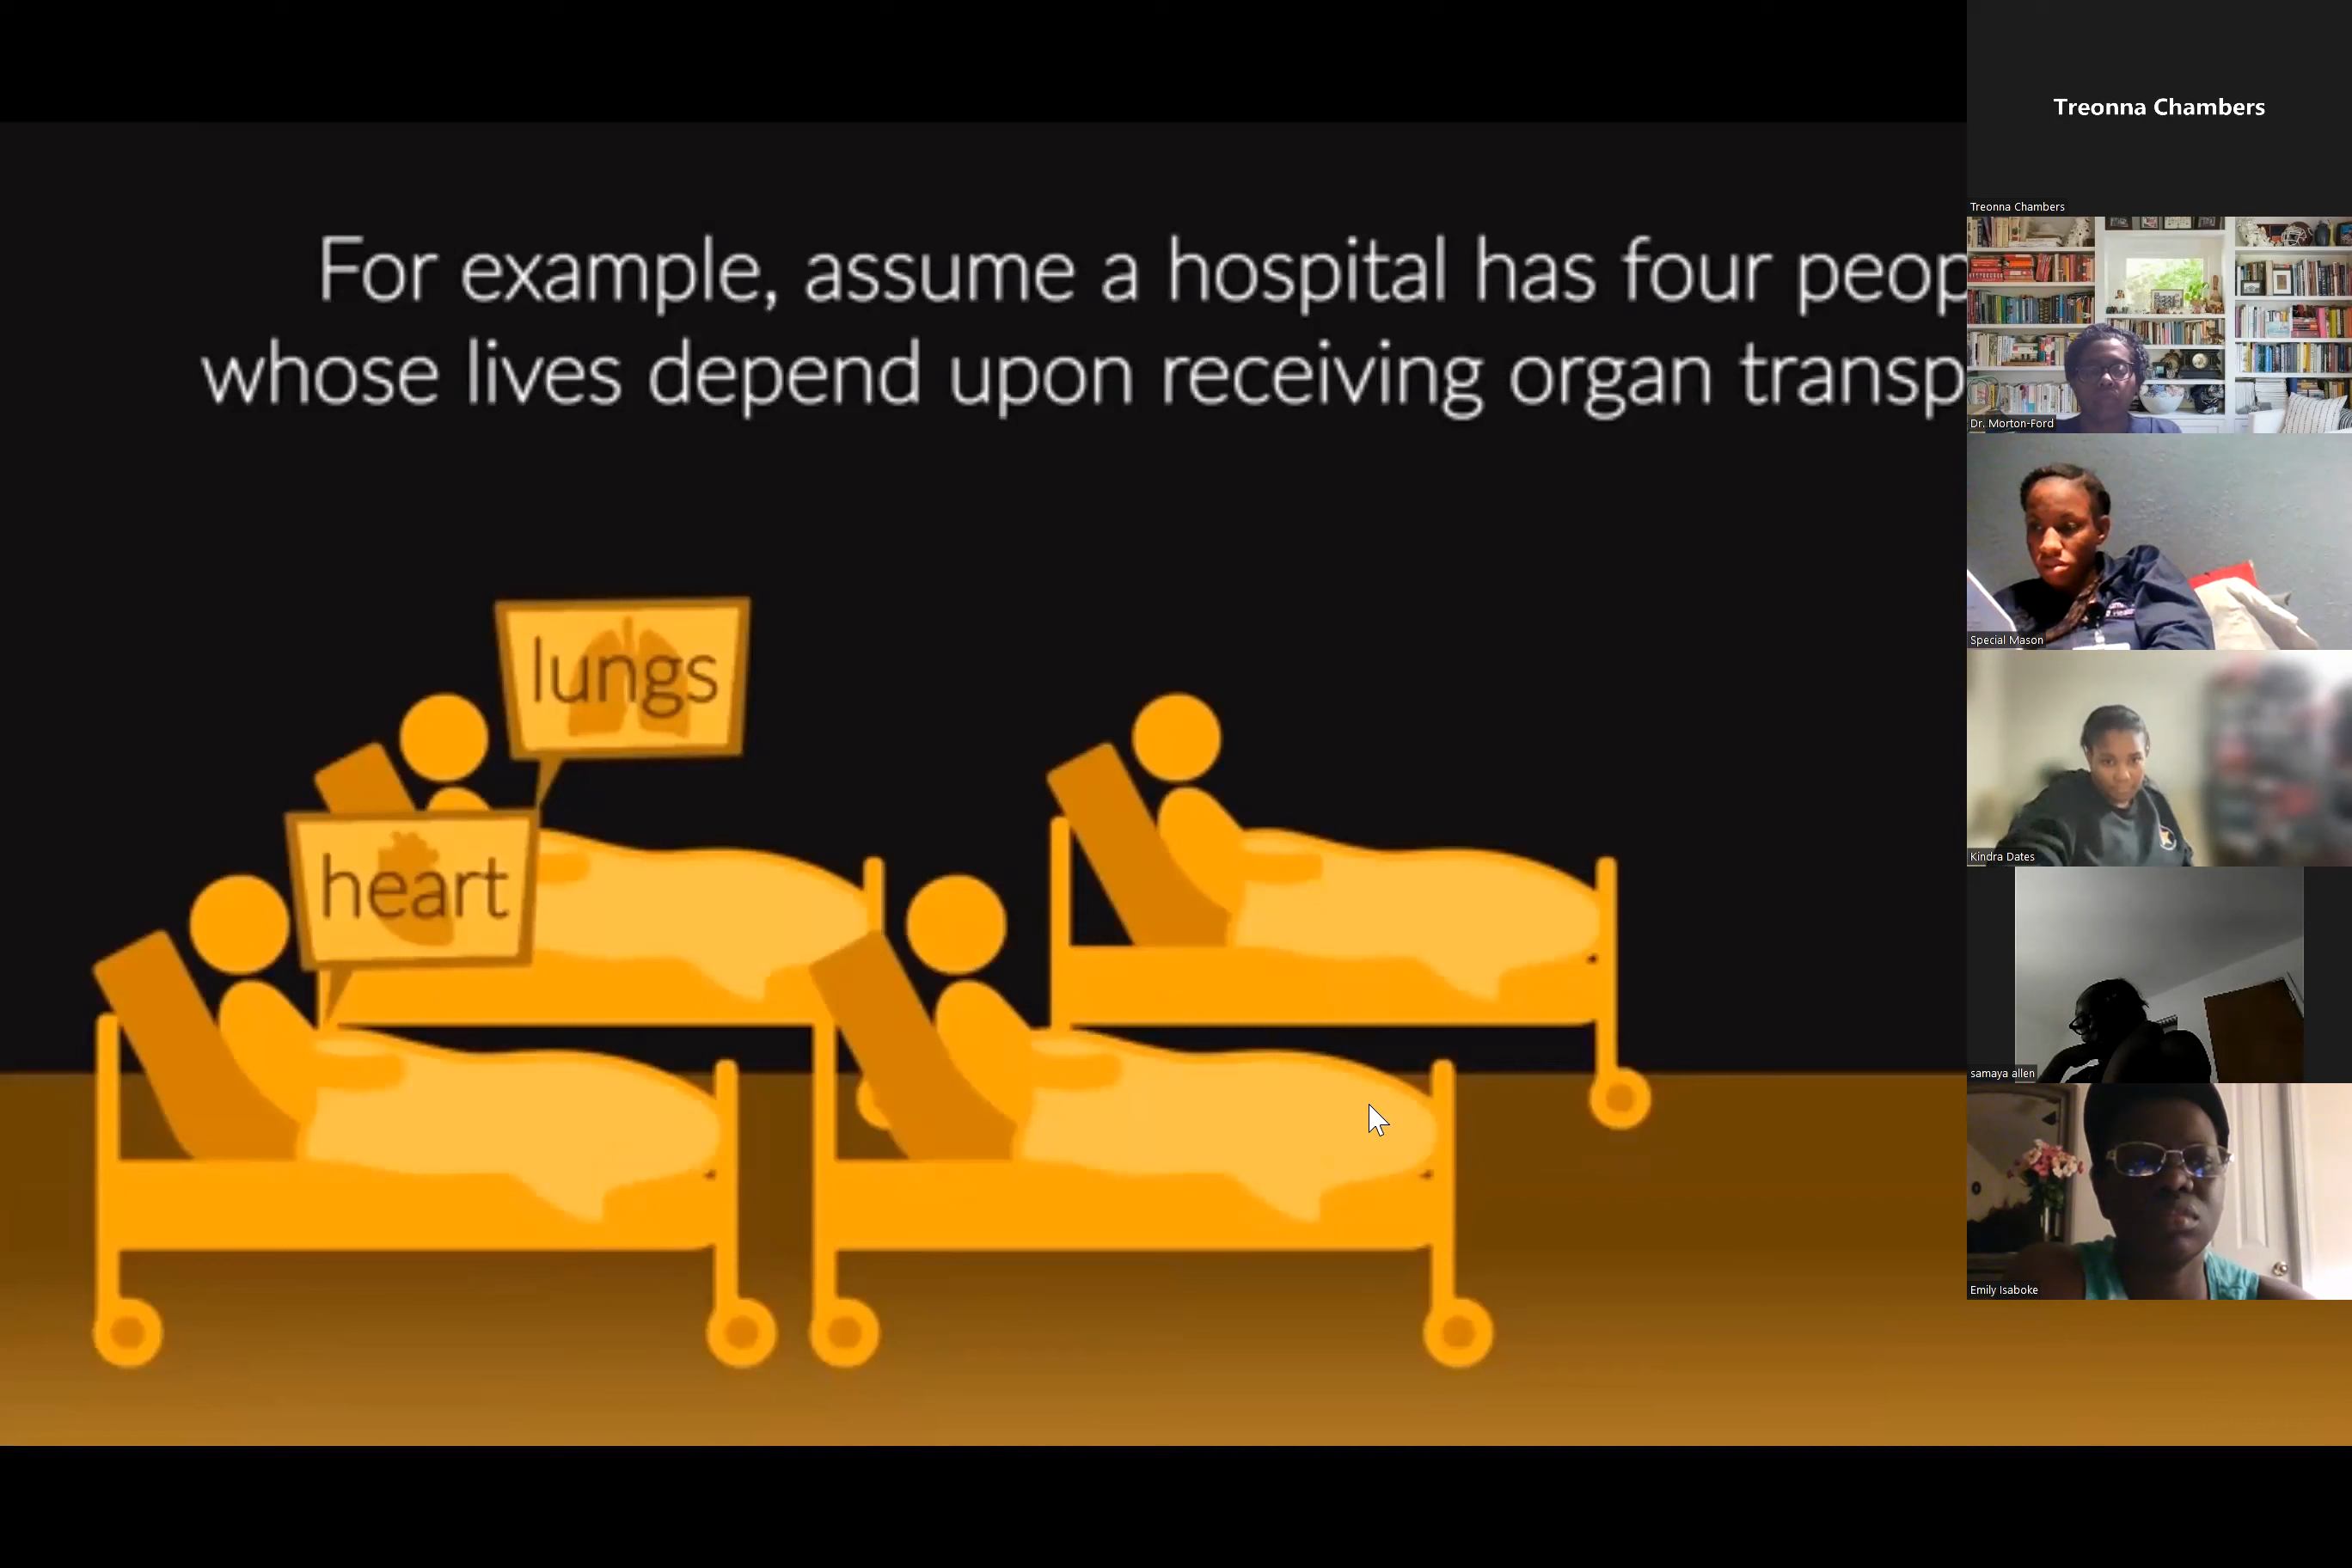 For example, assume a hospital has four peop
whose lives depend upon receiving organ transp
lungs
heart
Treonna Chambers
Treonna Chambers
Dr. Morton-Ford
Special Mason
Kindra Dates
samaya allen
Emily Isaboke